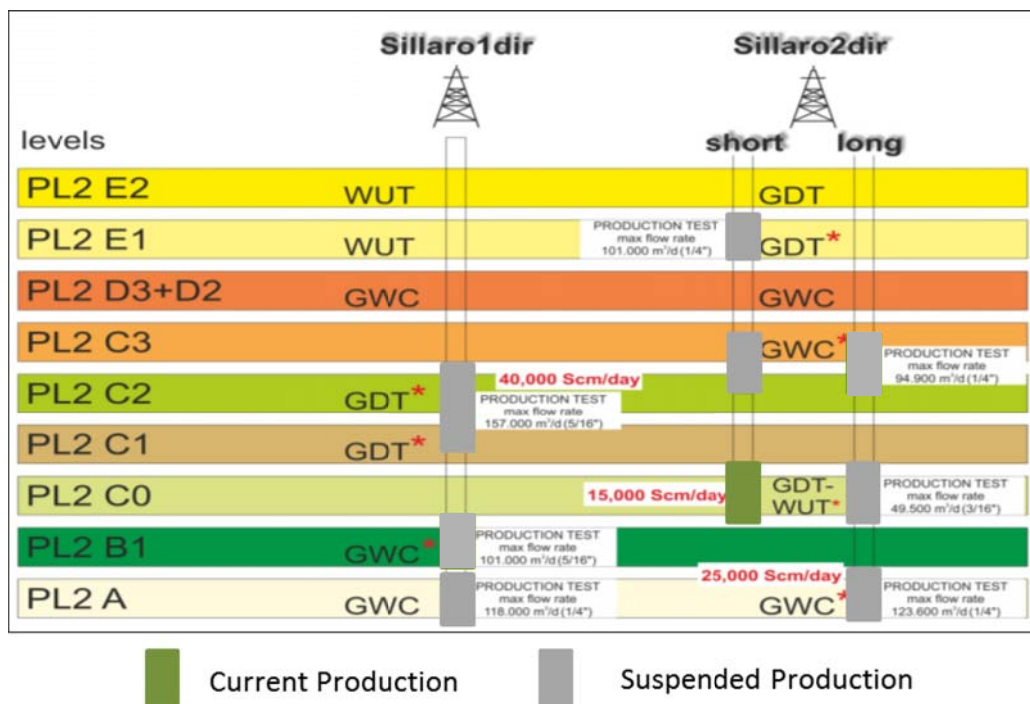 Sillaro1dir
Sillaro2dir
levels
short
long
PL2 E2
WUT
GDT
PL2 E1
WUT
PRODUCTION TEST
max flow rate
101.000 m³/d (1/4")
GDT*
PL2 D3+D2
GWC
GWC
PL2 C3
GWC*
PRODUCTION TEST
max flow rate
94.900 m³/d (1/4")
PL2 C2
GDT*
40,000 Scm/day
PRODUCTION TEST
max flow rate
157.000 m³/d (5/16")
PL2 C1
GDT*
PL2 C0
15,000 Scm/day
GDT-
WUT*
PRODUCTION TEST
max flow rate
49.500 m³/d (3/16")
PL2 B1
GWC*
PRODUCTION TEST
max flow rate
101.000 m³/d (5/16")
PL2 A
GWC
PRODUCTION TEST
max flow rate
118.000 m³/d (1/4")
25,000 Scm/day
GWC*
PRODUCTION TEST
max flow rate
123.600 m³/d (1/4")
Current Production
Suspended Production